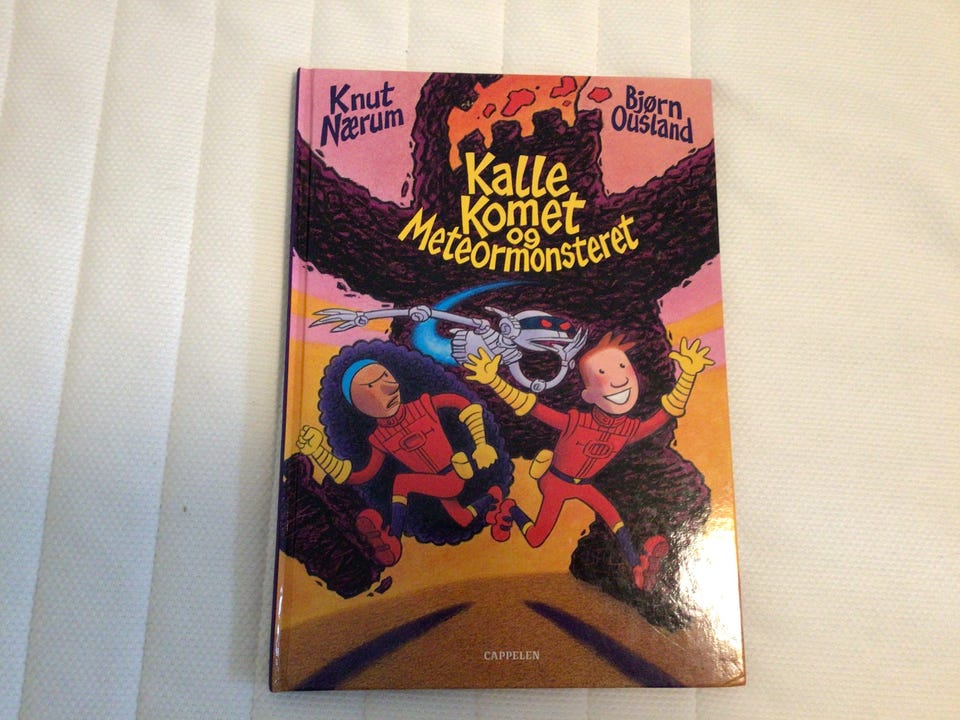 Knut
Nærum
Bjørn
Ousland
Kalle
Komet
og
Meteormonsteret
CAPPELEN